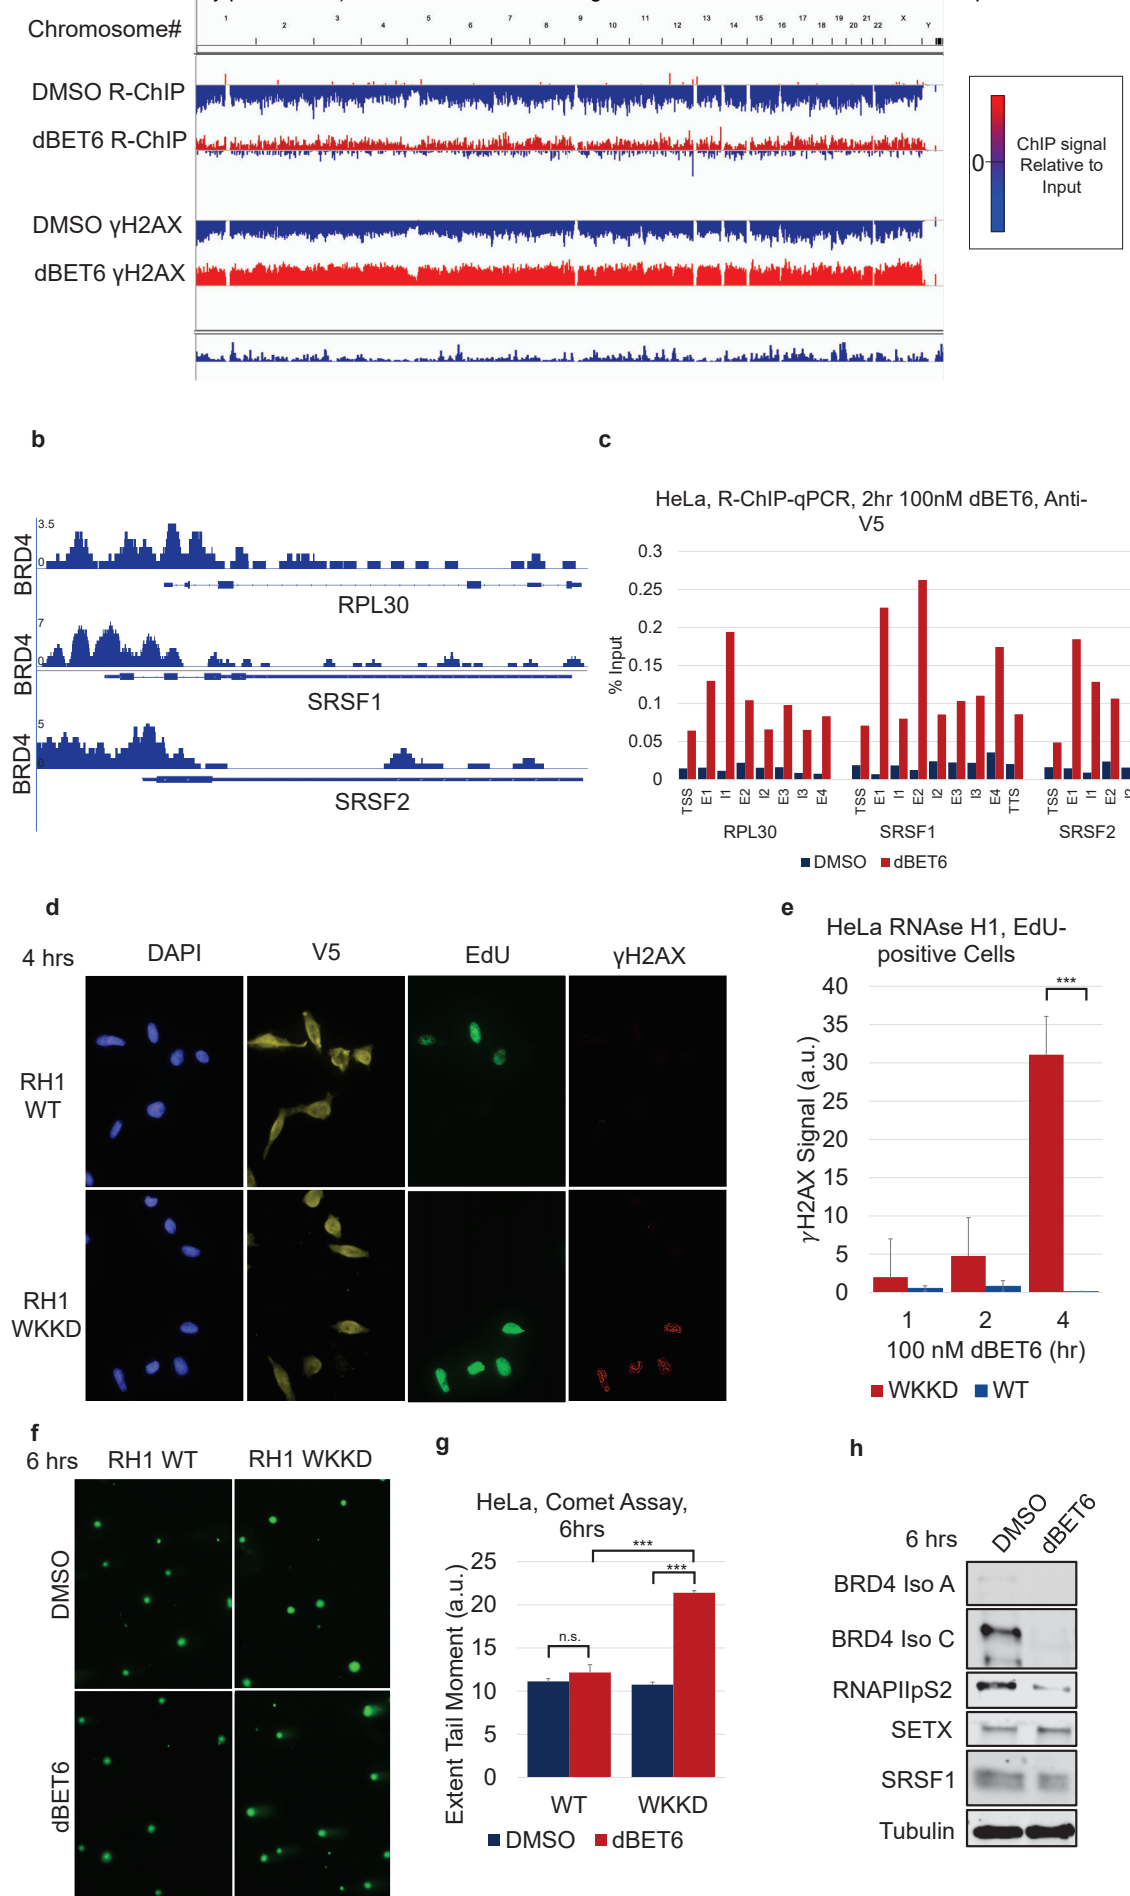 Chromosome#
1 2 3 4 5 6 7 8 9 10 11 12 13 14 15 16 17 18 19 20 21 22 X Y
DMSO R-ChIP
dBET6 R-ChIP
DMSO γH2AX
dBET6 γH2AX
0
ChIP signal
Relative to
Input
b
BRD4
3.5
0
RPL30
BRD4
7
0
SRSF1
BRD4
5
0
SRSF2
c
HeLa, R-ChIP-qPCR, 2hr 100nM dBET6, Anti-
V5
% Input
0.3
0.25
0.2
0.15
0.1
0.05
0
TSS E1 I1 E2 I2 E3 I3 E4
TSS E1 I1 E2 I2 E3 I3 E4 TTS
TSS E1 I1 E2
RPL30 SRSF1 SRSF2
DMSO dBET6
d
4 hrs DAPI V5 EdU γH2AX
RH1
WT
RH1
WKKD
e
HeLa RNAse H1, EdU-
positive Cells
γH2AX Signal (a.u.)
40
35
30
25
20
15
10
5
0
***
1 2 4
100 nM dBET6 (hr)
WKKD WT
f
6 hrs RH1 WT RH1 WKKD
DMSO
dBET6
g
HeLa, Comet Assay,
6hrs
Extent Tail Moment (a.u.)
25
20
15
10
5
0
***
***
n.s.
WT WKKD
DMSO dBET6
h
6 hrs DMSO dBET6
BRD4 Iso A
BRD4 Iso C
RNAPIIpS2
SETX
SRSF1
Tubulin